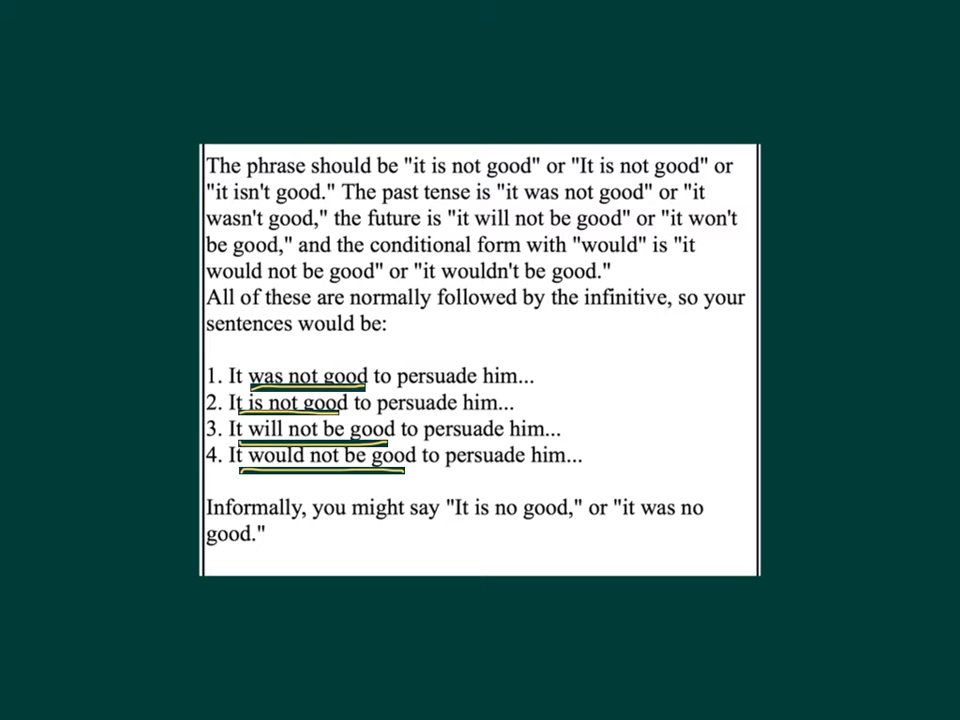 The phrase should be "it is not good" or "It is not good" or
"it isn't good." The past tense is "it was not good" or "it
wasn't good," the future is "it will not be good" or "it won't
be good," and the conditional form with "would" is "it
would not be good" or "it wouldn't be good."
All of these are normally followed by the infinitive, so your
sentences would be:
1. It was not good to persuade him...
2. It is not good to persuade him...
3. It will not be good to persuade him...
4. It would not be good to persuade him...
Informally, you might say "It is no good," or "it was no
good."